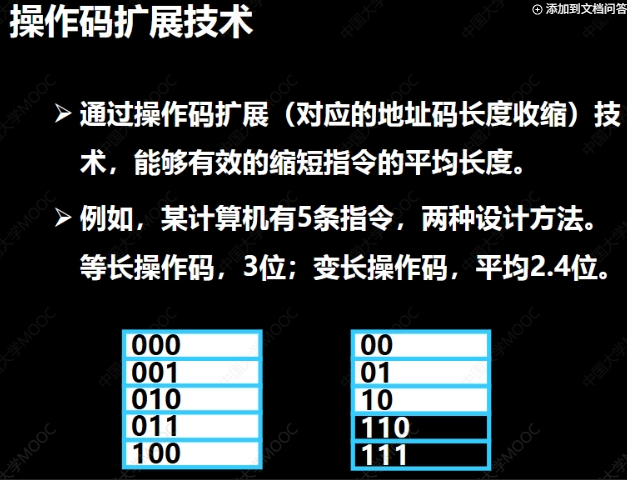 操作码扩展技术
添加到文档问答
通过操作码扩展（对应的地址码长度收缩）技
术，能够有效的缩短指令的平均长度。
例如，某计算机有5条指令，两种设计方法。
等长操作码，3位；变长操作码，平均2.4位。
000
001
010
011
100
00
01
10
110
111
中国大学MOOC